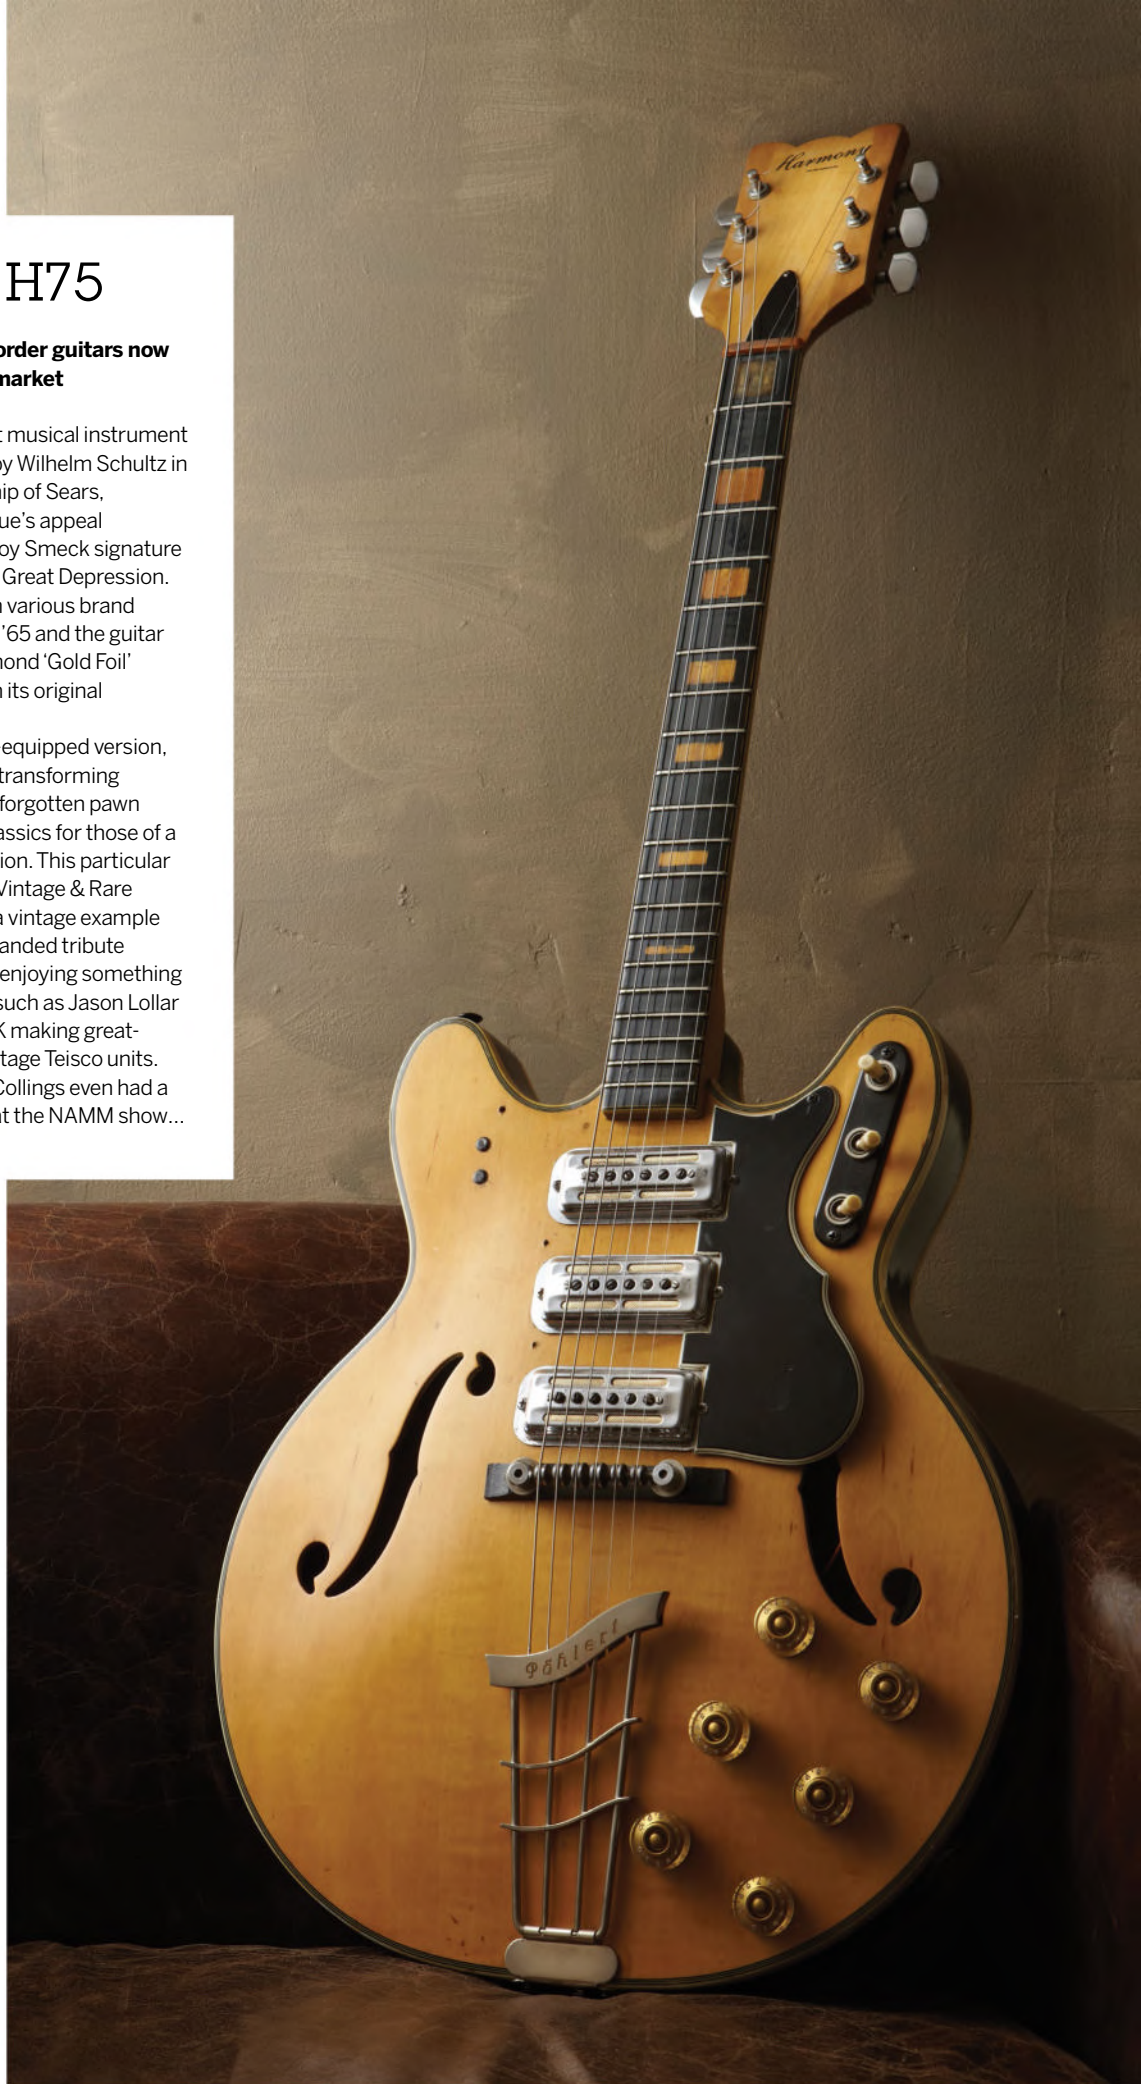 H75
order guitars now
market
t musical instrument
by Wilhelm Schultz in
hip of Sears,
ue's appeal
oy Smeck signature
Great Depression.
n various brand
'65 and the guitar
mond ‘Gold Foil’
n its original
-equipped version,
transforming
forgotten pawn
assics for those of a
tion. This particular
Vintage & Rare
a vintage example
anded tribute
enjoying something
such as Jason Lollar
K making great-
tage Teisco units.
Collings even had a
at the NAMM show…
Harmony